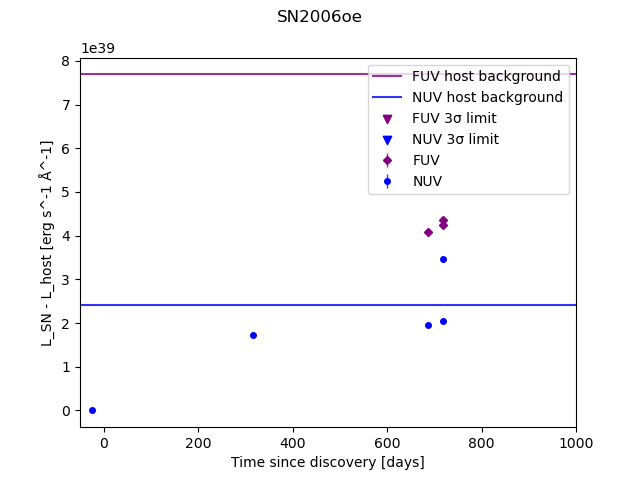 SN2006oe
1e39
8
7
6
5
4
3
2
1
0
L_SN - L_host [erg s^-1 Å^-1]
FUV host background
NUV host background
FUV 3σ limit
NUV 3σ limit
FUV
NUV
0 200 400 600 800 1000
Time since discovery [days]